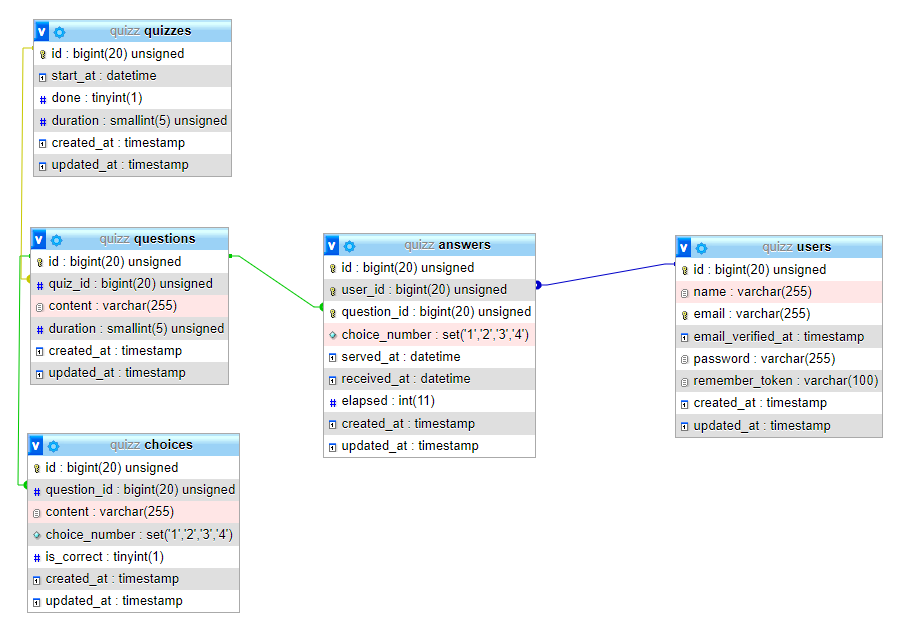 v quizz quizzes
id : bigint(20) unsigned
start_at : datetime
# done : tinyint(1)
# duration : smallint(5) unsigned
created_at : timestamp
updated_at : timestamp
v quizz questions
id : bigint(20) unsigned
# quiz_id : bigint(20) unsigned
content : varchar(255)
# duration : smallint(5) unsigned
created_at : timestamp
updated_at : timestamp
v quizz choices
id : bigint(20) unsigned
# question_id : bigint(20) unsigned
content : varchar(255)
choice_number : set('1','2','3','4')
# is_correct : tinyint(1)
created_at : timestamp
updated_at : timestamp
v quizz answers
id : bigint(20) unsigned
user_id : bigint(20) unsigned
question_id : bigint(20) unsigned
choice_number : set('1','2','3','4')
served_at : datetime
received_at : datetime
# elapsed : int(11)
created_at : timestamp
updated_at : timestamp
v quizz users
id : bigint(20) unsigned
name : varchar(255)
email : varchar(255)
email_verified_at : timestamp
password : varchar(255)
remember_token : varchar(100)
created_at : timestamp
updated_at : timestamp